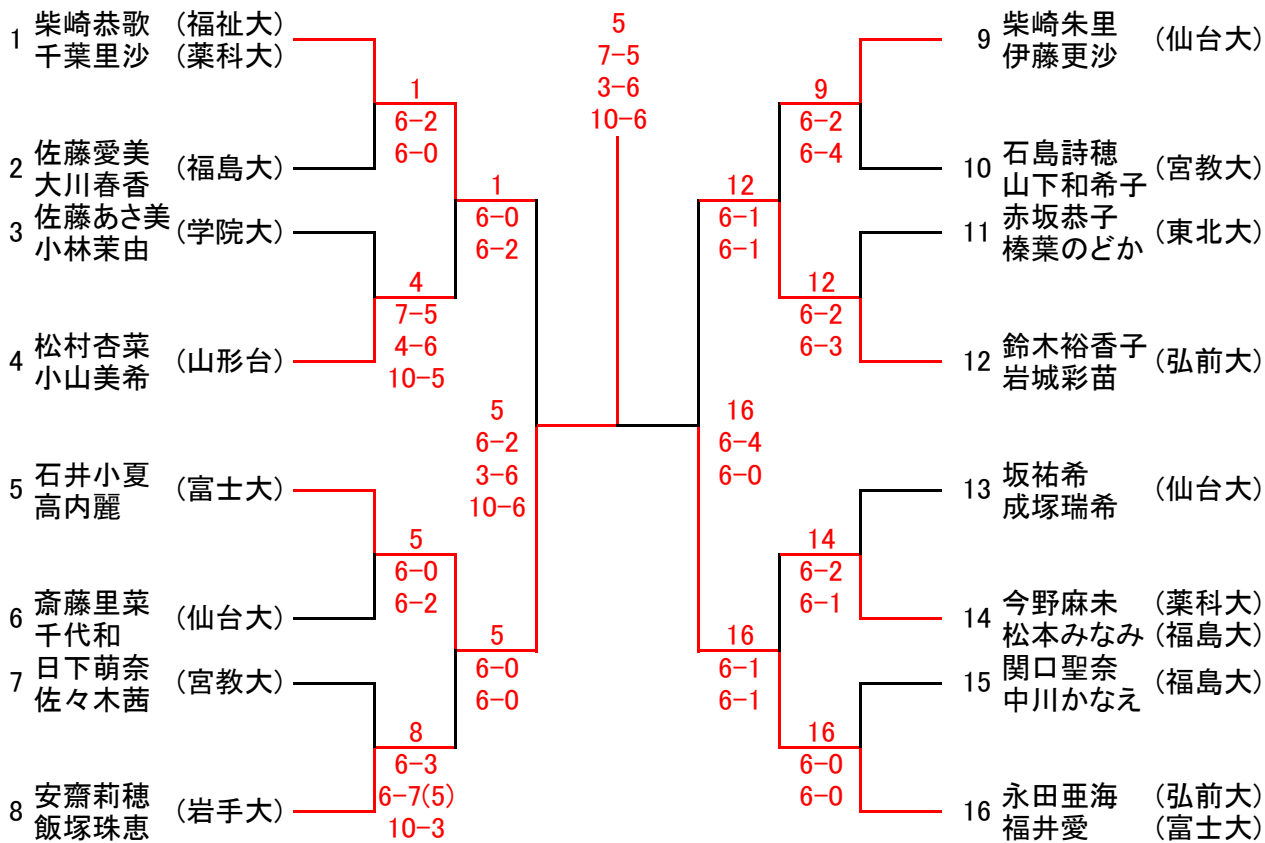 1 柴崎恭歌 (福祉大)
千葉里沙 (薬科大)
2 佐藤愛美 (福島大)
大川春香
3 佐藤あさ美 (学院大)
小林茉由
4 松村杏菜 (山形台)
小山美希
5 石井小夏 (富士大)
高内麗
6 斎藤里菜 (仙台大)
千代和
7 日下萌奈 (宮教大)
佐々木茜
8 安齋莉穂 (岩手大)
飯塚珠恵
1
6-2
6-0
4
7-5
4-6
10-5
5
6-0
6-2
8
6-3
6-7(5)
10-3
1
6-0
6-2
5
6-0
6-0
5
6-2
3-6
10-6
5
7-5
3-6
10-6
16
6-4
6-0
12
6-1
6-1
16
6-1
6-1
9
6-2
6-4
12
6-2
6-3
14
6-2
6-1
16
6-0
6-0
9 柴崎朱里 (仙台大)
伊藤更沙
10 石島詩穂 (宮教大)
山下和希子
11 赤坂恭子 (東北大)
榛葉のどか
12 鈴木裕香子 (弘前大)
岩城彩苗
13 坂祐希 (仙台大)
成塚瑞希
14 今野麻未 (薬科大)
松本みなみ (福島大)
15 関口聖奈 (福島大)
中川かなえ
16 永田亜海 (弘前大)
福井愛 (富士大)